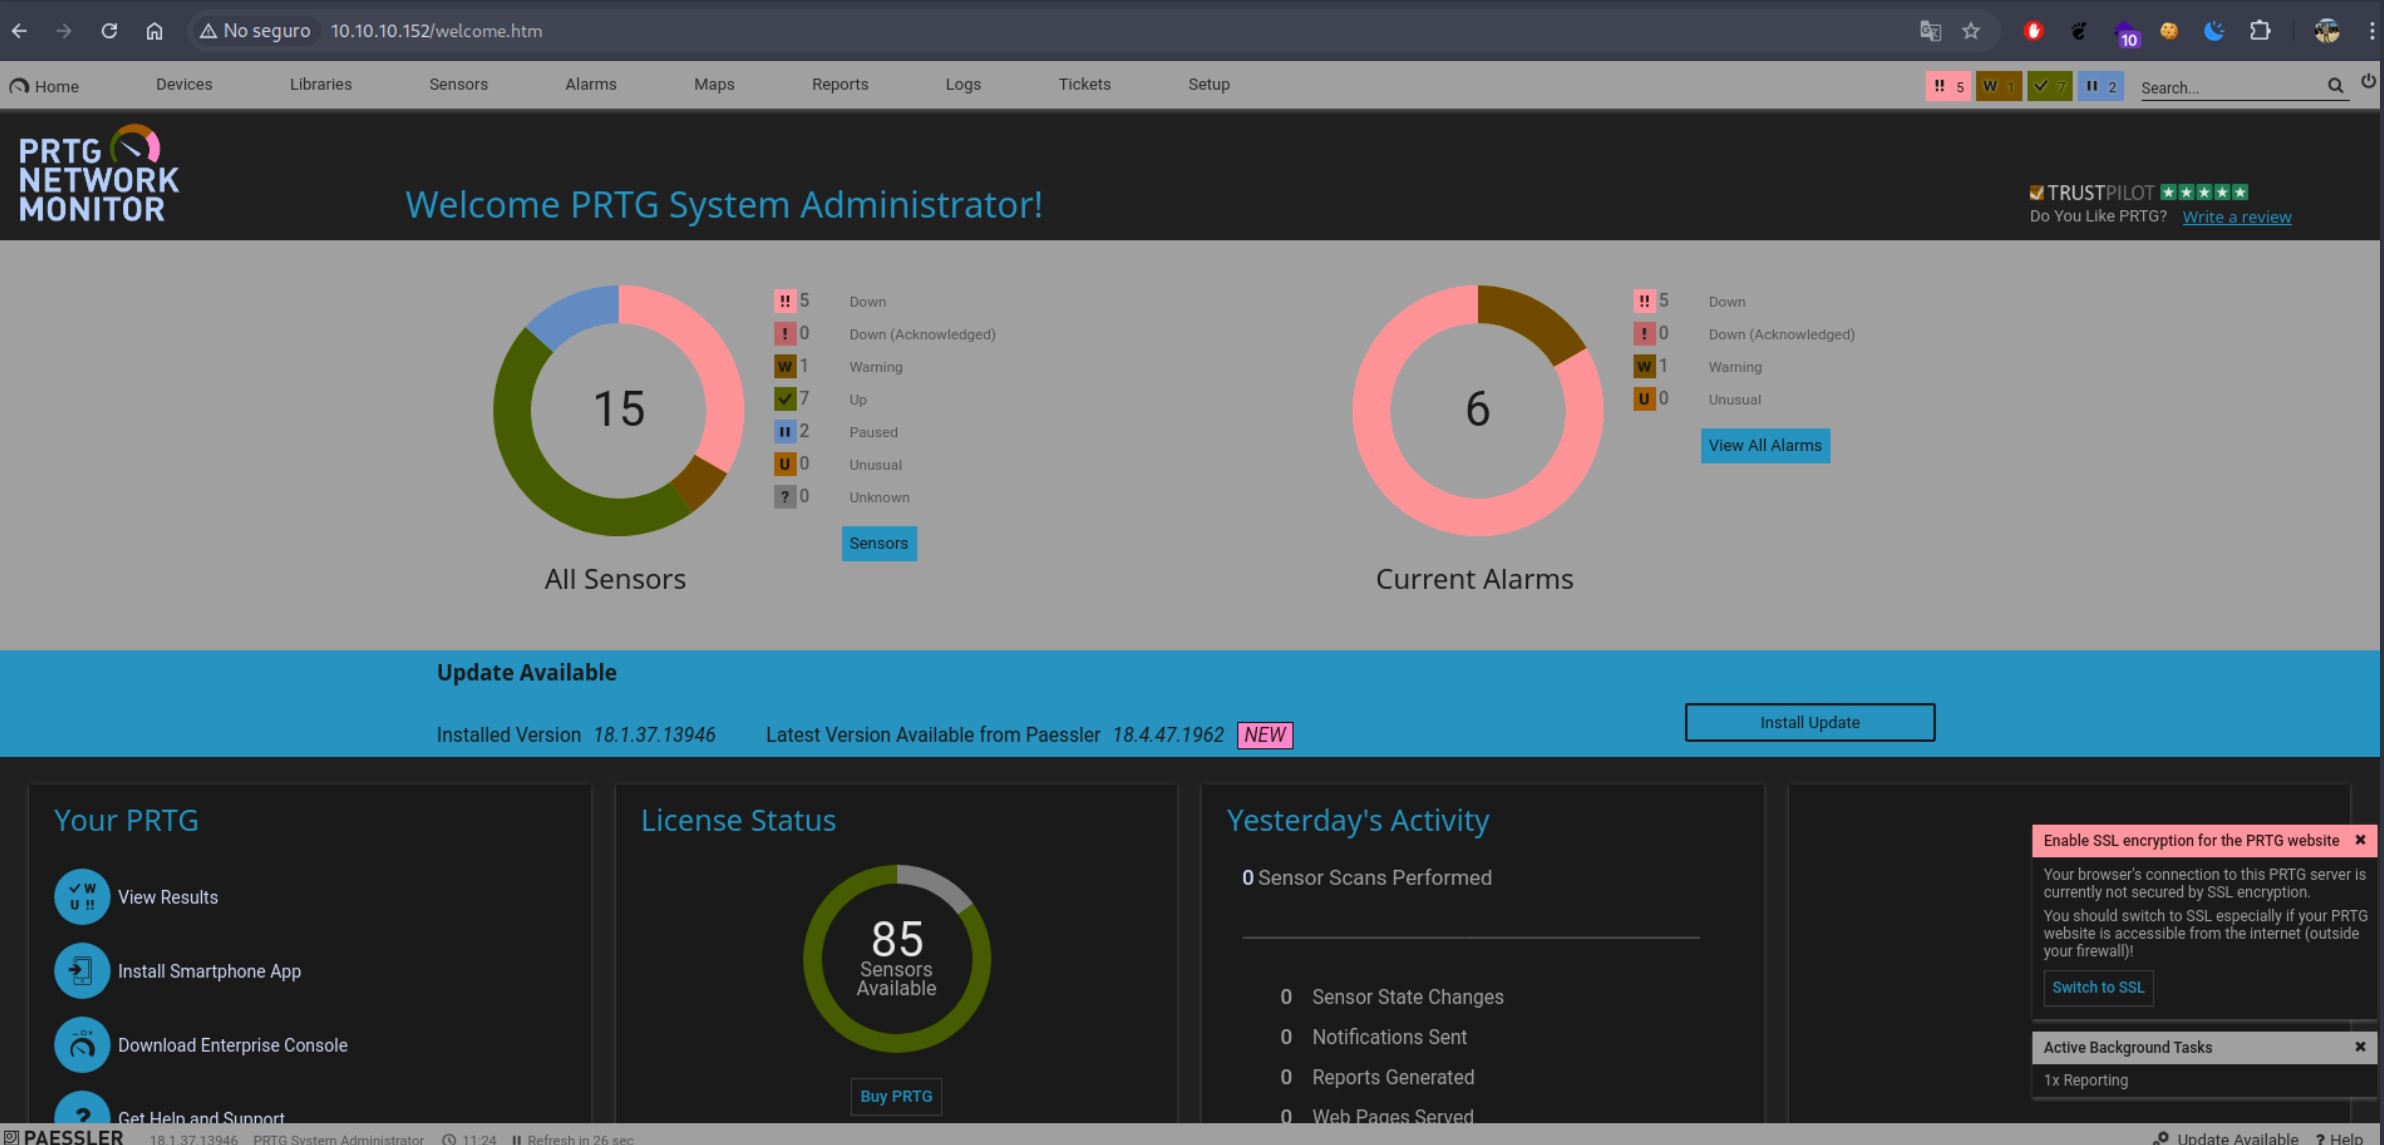 No seguro 10.10.10.152/welcome.htm
10
Home Devices Libraries Sensors Alarms Maps Reports Logs Tickets Setup !! 5 W 1 7 2 Search...
PRTG
NETWORK
MONITOR
Welcome PRTG System Administrator!
TRUSTPILOT
Do You Like PRTG? Write a review
15
!! 5 Down
! 0 Down (Acknowledged)
W 1 Warning
7 Up
2 Paused
U 0 Unusual
? 0 Unknown
Sensors
All Sensors
6
!! 5 Down
! 0 Down (Acknowledged)
W 1 Warning
U 0 Unusual
View All Alarms
Current Alarms
Update Available
Installed Version 18.1.37.13946 Latest Version Available from Paessler 18.4.47.1962 NEW
Install Update
Your PRTG
W
U !!
View Results
Install Smartphone App
Download Enterprise Console
? Get Help and Support
License Status
85
Sensors
Available
Buy PRTG
Yesterday's Activity
0 Sensor Scans Performed
0 Sensor State Changes
0 Notifications Sent
0 Reports Generated
0 Web Pages Served
Enable SSL encryption for the PRTG website
Your browser's connection to this PRTG server is
currently not secured by SSL encryption.
You should switch to SSL especially if your PRTG
website is accessible from the internet (outside
your firewall)!
Switch to SSL
Active Background Tasks
1x Reporting
PAESSLER 18.1.37.13946 PRTG System Administrator 11:24 Refresh in 26 sec Update Available ? Help